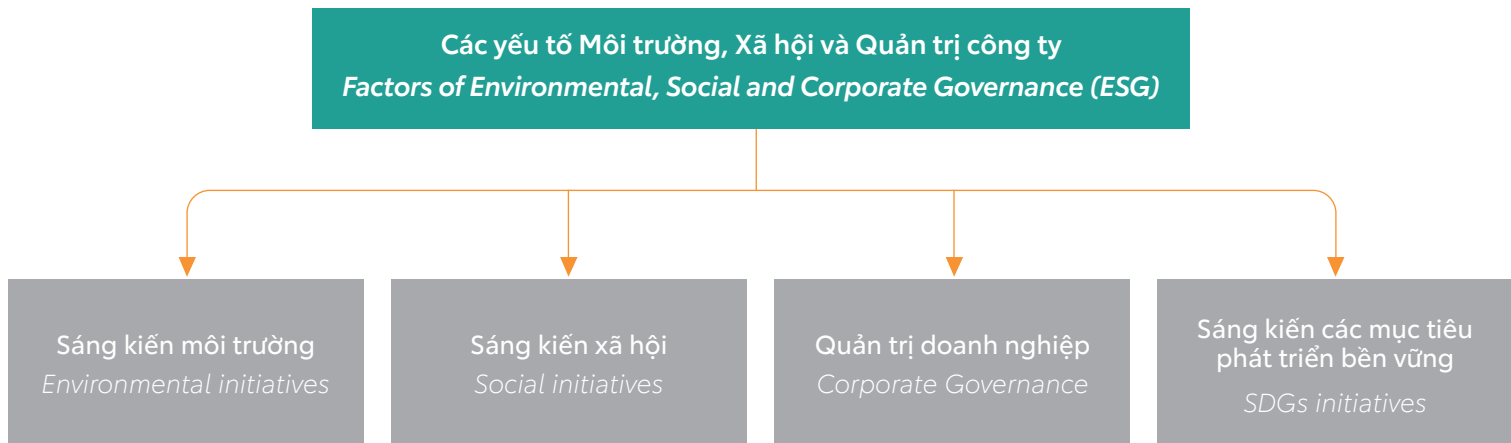 Các yếu tố Môi trường, Xã hội và Quản trị công ty
Factors of Environmental, Social and Corporate Governance (ESG)
Sáng kiến môi trường
Environmental initiatives
Sáng kiến xã hội
Social initiatives
Quản trị doanh nghiệp
Corporate Governance
Sáng kiến các mục tiêu
phát triển bền vững
SDGs initiatives